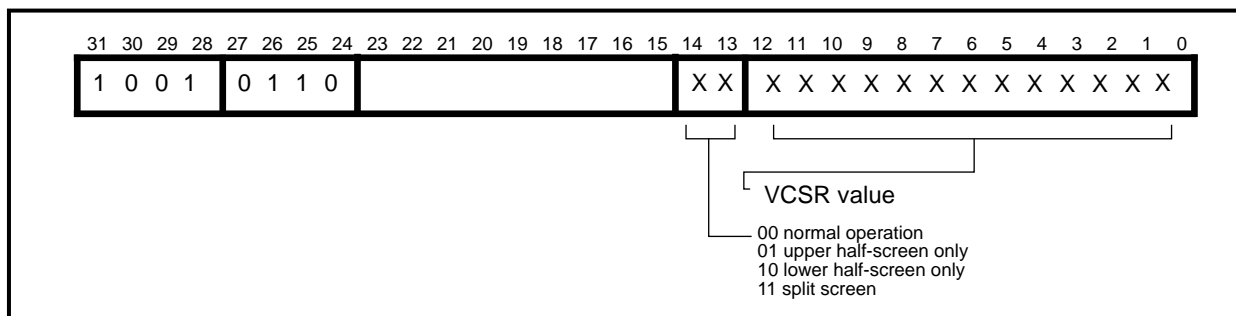 31 30 29 28 27 26 25 24 23 22 21 20 19 18 17 16 15 14 13 12 11 10 9 8 7 6 5 4 3 2 1 0
1 0 0 1 0 1 1 0 X X X X X X X X X X X X X X X
VCSR value
00 normal operation
01 upper half-screen only
10 lower half-screen only
11 split screen